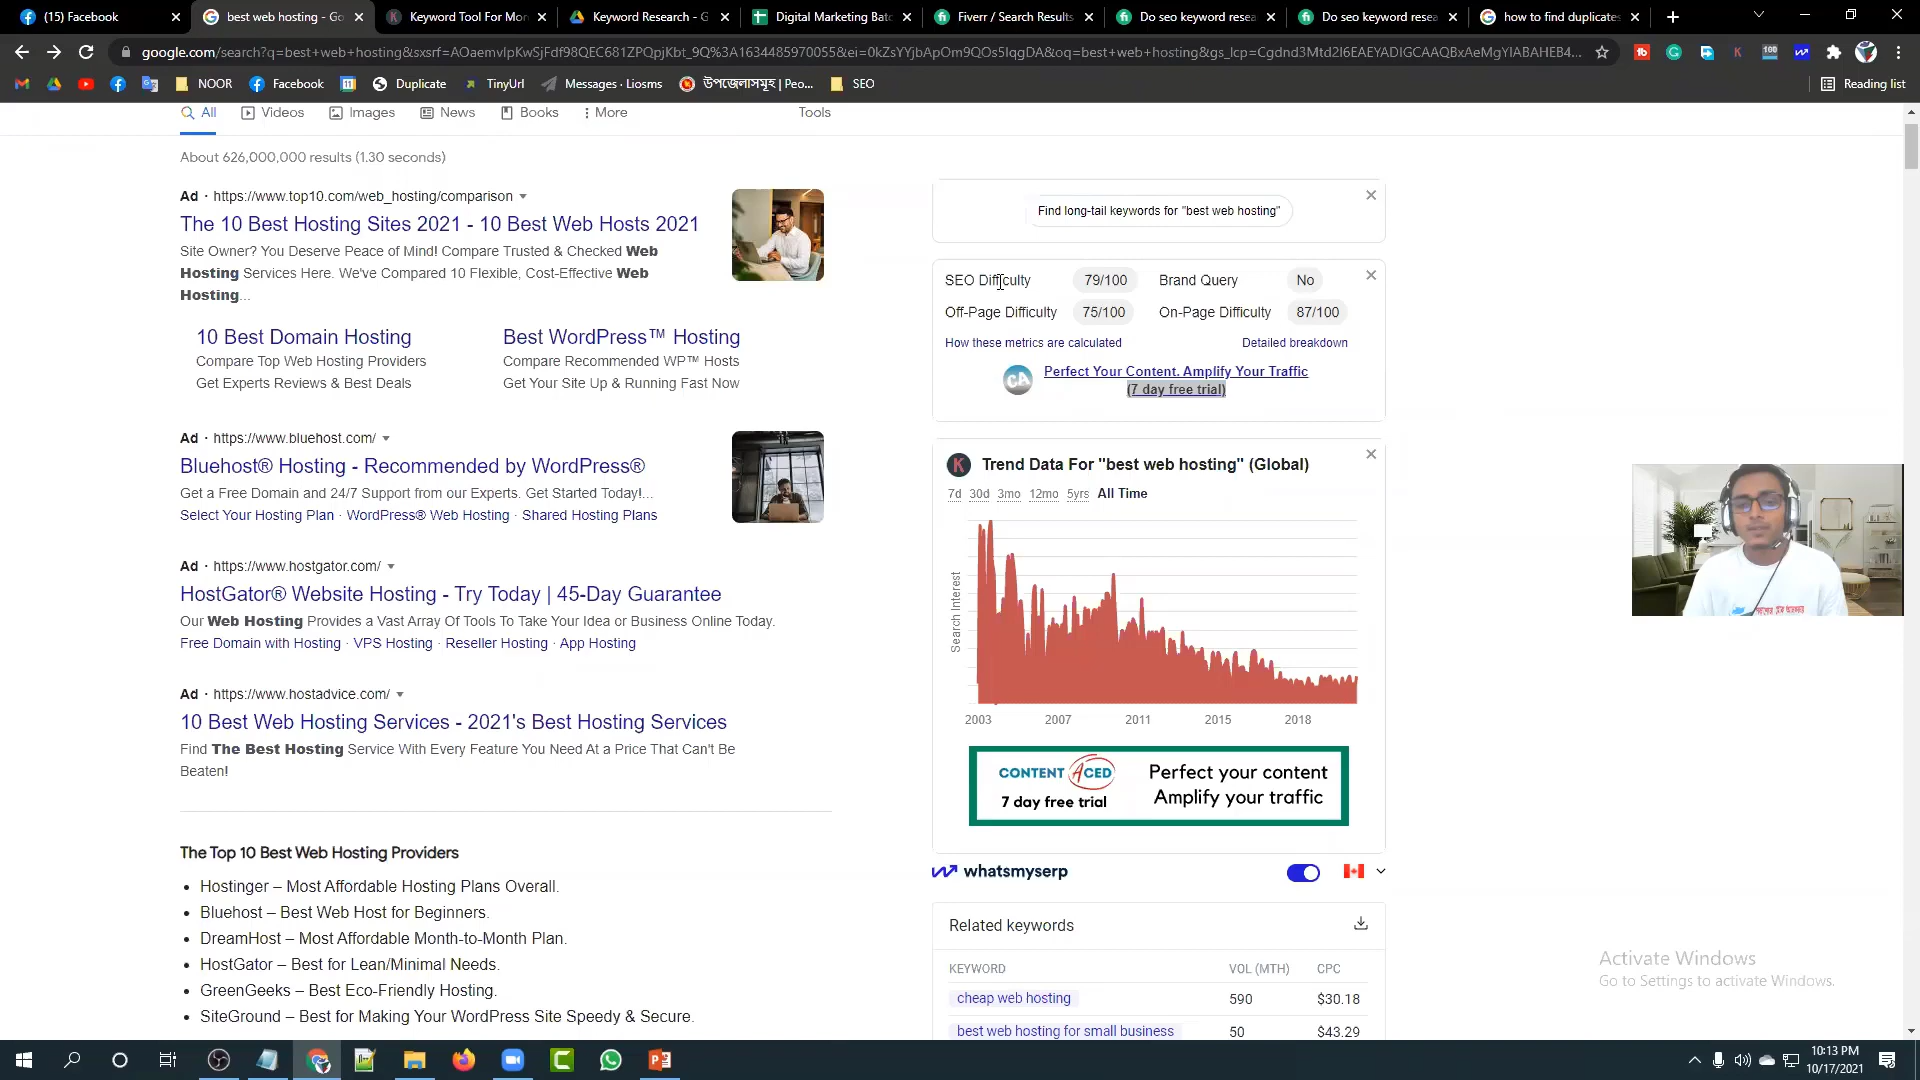 (15) Facebook
best web hosting - Go
Keyword Tool For Mon
Keyword Research - G
Digital Marketing Batc
Fiverr / Search Results
Do seo keyword resea
Do seo keyword resea
how to find duplicates
google.com/search?q=best+web+hosting&sxsrf=AOaemvIpKwSjFdf98QEC681ZPQpjKbt_9Q%3A1634485970055&ei=0kZsYYjbApOm9QOs5IqgDA&oq=best+web+hosting&gs_lcp=Cgdnd3Mtd2l6EAEYADIGCAAQBxAeMgYIABAHEB4...
NOOR
Facebook
Duplicate
TinyUrl
Messages · Liosms
উপজেলাসমূহ | Peo...
SEO
Reading list
All Videos Images News Books More Tools
About 626,000,000 results (1.30 seconds)
Ad · https://www.top10.com/web_hosting/comparison
The 10 Best Hosting Sites 2021 - 10 Best Web Hosts 2021
Site Owner? You Deserve Peace of Mind! Compare Trusted & Checked Web
Hosting Services Here. We've Compared 10 Flexible, Cost-Effective Web
Hosting...
10 Best Domain Hosting
Compare Top Web Hosting Providers
Get Experts Reviews & Best Deals
Best WordPress™ Hosting
Compare Recommended WP™ Hosts
Get Your Site Up & Running Fast Now
Ad · https://www.bluehost.com/
Bluehost® Hosting - Recommended by WordPress®
Get a Free Domain and 24/7 Support from our Experts. Get Started Today!...
Select Your Hosting Plan · WordPress® Web Hosting · Shared Hosting Plans
Ad · https://www.hostgator.com/
HostGator® Website Hosting - Try Today | 45-Day Guarantee
Our Web Hosting Provides a Vast Array Of Tools To Take Your Idea or Business Online Today.
Free Domain with Hosting · VPS Hosting · Reseller Hosting · App Hosting
Ad · https://www.hostadvice.com/
10 Best Web Hosting Services - 2021's Best Hosting Services
Find The Best Hosting Service With Every Feature You Need At a Price That Can't Be
Beaten!
The Top 10 Best Web Hosting Providers
• Hostinger – Most Affordable Hosting Plans Overall.
• Bluehost – Best Web Host for Beginners.
• DreamHost – Most Affordable Month-to-Month Plan.
• HostGator – Best for Lean/Minimal Needs.
• GreenGeeks – Best Eco-Friendly Hosting.
• SiteGround – Best for Making Your WordPress Site Speedy & Secure.
Find long-tail keywords for "best web hosting"
SEO Difficulty 79/100 Brand Query No
Off-Page Difficulty 75/100 On-Page Difficulty 87/100
How these metrics are calculated Detailed breakdown
CA Perfect Your Content. Amplify Your Traffic
(7 day free trial)
K Trend Data For "best web hosting" (Global)
7d 30d 3mo 12mo 5yrs All Time
Search Interest
2003 2007 2011 2015 2018
CONTENT ACED
7 day free trial
Perfect your content
Amplify your traffic
whatsmyserp
Related keywords
KEYWORD VOL (MTH) CPC
cheap web hosting 590 $30.18
best web hosting for small business 50 $43.29
Activate Windows
Go to Settings to activate Windows.
10:13 PM
10/17/2021